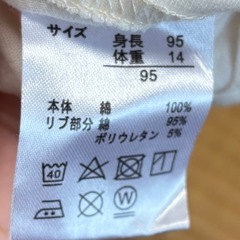 サイズ 身長 95
体重 14
95
本体 綿 100%
リブ部分 綿 95%
ポリウレタン 5%
40
W